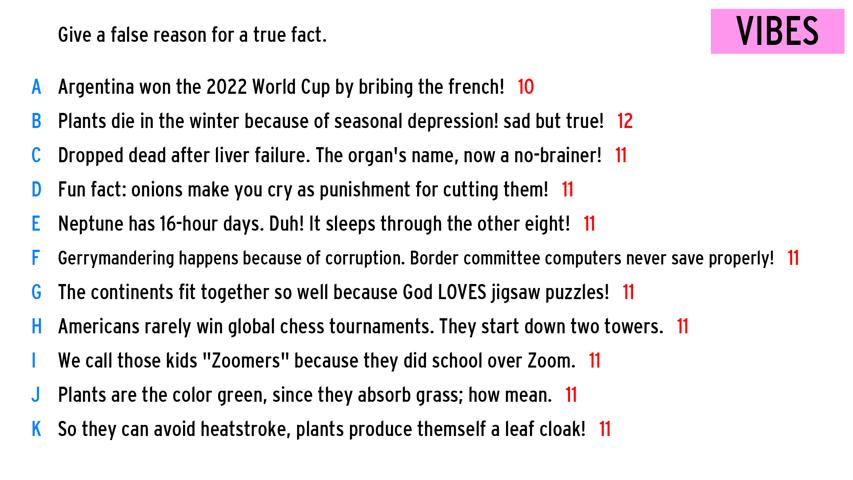 Give a false reason for a true fact.
VIBES
A Argentina won the 2022 World Cup by bribing the french! 10
B Plants die in the winter because of seasonal depression! sad but true! 12
C Dropped dead after liver failure. The organ's name, now a no-brainer! 11
D Fun fact: onions make you cry as punishment for cutting them! 11
E Neptune has 16-hour days. Duh! It sleeps through the other eight! 11
F Gerrymandering happens because of corruption. Border committee computers never save properly! 11
G The continents fit together so well because God LOVES jigsaw puzzles! 11
H Americans rarely win global chess tournaments. They start down two towers. 11
I We call those kids "Zoomers" because they did school over Zoom. 11
J Plants are the color green, since they absorb grass; how mean. 11
K So they can avoid heatstroke, plants produce themself a leaf cloak! 11